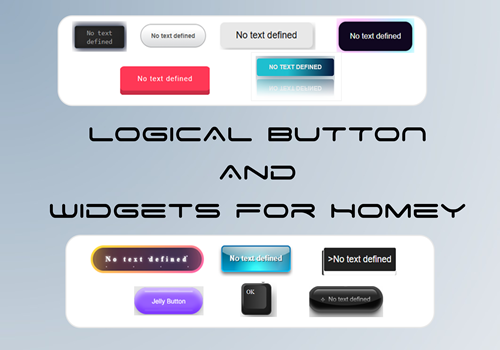 No text
defined
No text defined
No text defined
No text defined
No text defined
NO TEXT DEFINED
LOGICAL BUTTON
AND
WIDGETS FOR HOMEY
No text defined
No text defined
>No text defined
Jelly Button
OK
No text defined